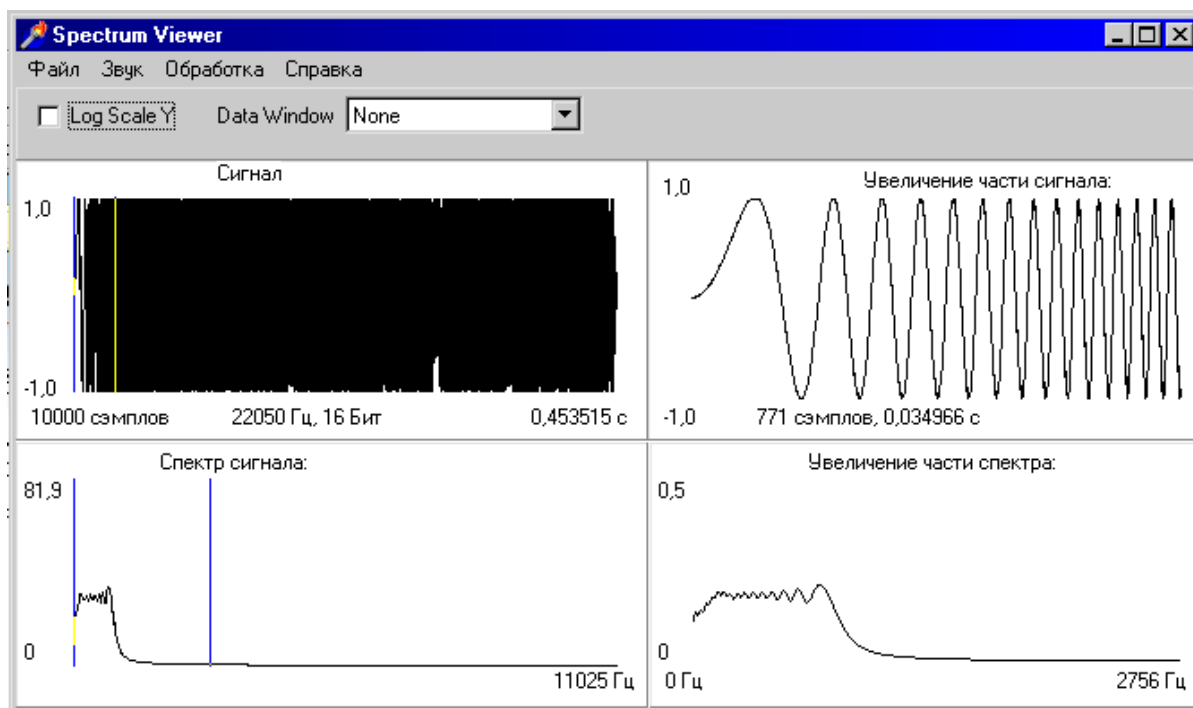 Spectrum Viewer
Файл Звук Обработка Справка
Log Scale Y Data Window None
Сигнал
1,0
-1,0
10000 сэмплов 22050 Гц, 16 Бит 0,453515 с
Увеличение части сигнала:
1,0
-1,0 771 сэмплов, 0,034966 с
Спектр сигнала:
81,9
0
11025 Гц
Увеличение части спектра:
0,5
0
0 Гц 2756 Гц